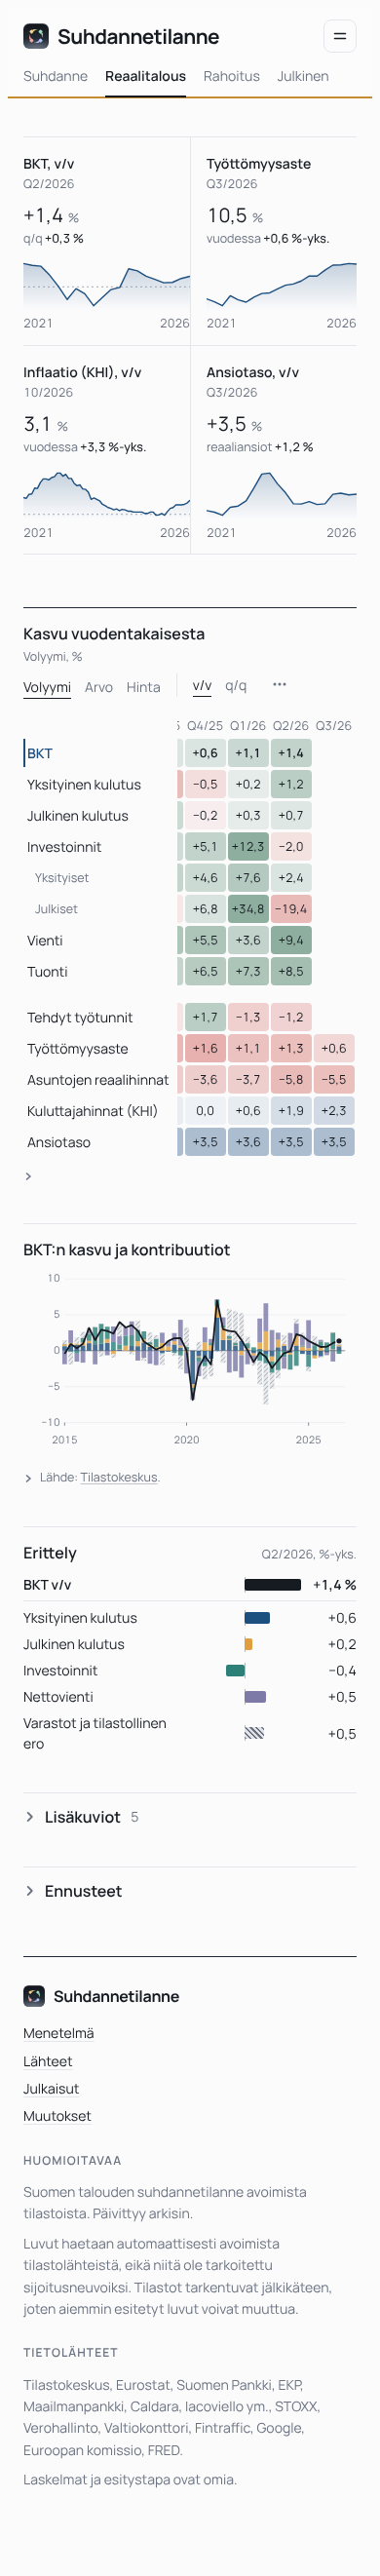 Suhdannetilanne
Suhdanne Reaalitalous Rahoitus Julkinen
BKT, v/v
Q2/2026
+1,4 %
q/q +0,3 %
2021 2026
Työttömyysaste
Q3/2026
10,5 %
vuodessa +0,6 %-yks.
2021 2026
Inflaatio (KHI), v/v
10/2026
3,1 %
vuodessa +3,3 %-yks.
2021 2026
Ansiotaso, v/v
Q3/2026
+3,5 %
reaaliansiot +1,2 %
2021 2026
Kasvu vuodentakaisesta
Volyymi, %
Volyymi Arvo Hinta v/v q/q •••
5 Q4/25 Q1/26 Q2/26 Q3/26
BKT +0,6 +1,1 +1,4
Yksityinen kulutus −0,5 +0,2 +1,2
Julkinen kulutus −0,2 +0,3 +0,7
Investoinnit +5,1 +12,3 −2,0
Yksityiset +4,6 +7,6 +2,4
Julkiset +6,8 +34,8 −19,4
Vienti +5,5 +3,6 +9,4
Tuonti +6,5 +7,3 +8,5
Tehdyt työtunnit +1,7 −1,3 −1,2
Työttömyysaste +1,6 +1,1 +1,3 +0,6
Asuntojen reaalihinnat −3,6 −3,7 −5,8 −5,5
Kuluttajahinnat (KHI) 0,0 +0,6 +1,9 +2,3
Ansiotaso +3,5 +3,6 +3,5 +3,5
BKT:n kasvu ja kontribuutiot
10
5
0
−5
−10
2015 2020 2025
Lähde: Tilastokeskus.
Erittely Q2/2026, %-yks.
BKT v/v +1,4 %
Yksityinen kulutus +0,6
Julkinen kulutus +0,2
Investoinnit −0,4
Nettovienti +0,5
Varastot ja tilastollinen
ero +0,5
Lisäkuviot 5
Ennusteet
Suhdannetilanne
Menetelmä
Lähteet
Julkaisut
Muutokset
HUOMIOITAVAA
Suomen talouden suhdannetilanne avoimista
tilastoista. Päivittyy arkisin.
Luvut haetaan automaattisesti avoimista
tilastolähteistä, eikä niitä ole tarkoitettu
sijoitusneuvoiksi. Tilastot tarkentuvat jälkikäteen,
joten aiemmin esitetyt luvut voivat muuttua.
TIETOLÄHTEET
Tilastokeskus, Eurostat, Suomen Pankki, EKP,
Maailmanpankki, Caldara, Iacoviello ym., STOXX,
Verohallinto, Valtiokonttori, Fintraffic, Google,
Euroopan komissio, FRED.
Laskelmat ja esitystapa ovat omia.